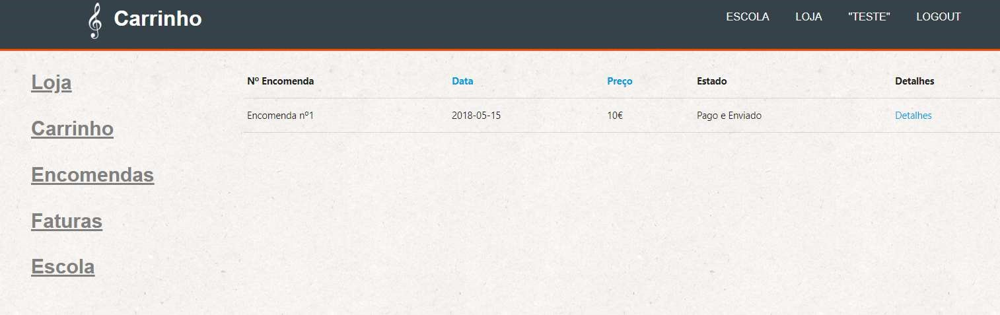 Carrinho
ESCOLA LOJA "TESTE" LOGOUT
Loja
Carrinho
Encomendas
Faturas
Escola
Nº Encomenda Data Preço Estado Detalhes
Encomenda nº1 2018-05-15 10€ Pago e Enviado Detalhes